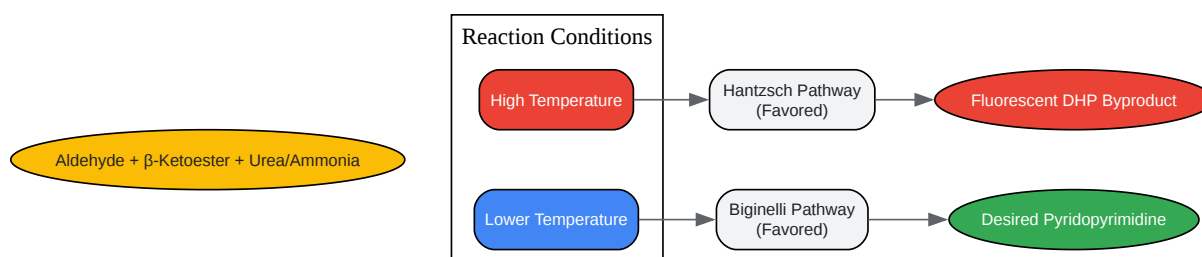 Reaction Conditions
High Temperature
Hantzsch Pathway
(Favored)
Fluorescent DHP Byproduct
Aldehyde + β-Ketoester + Urea/Ammonia
Lower Temperature
Biginelli Pathway
(Favored)
Desired Pyridopyrimidine